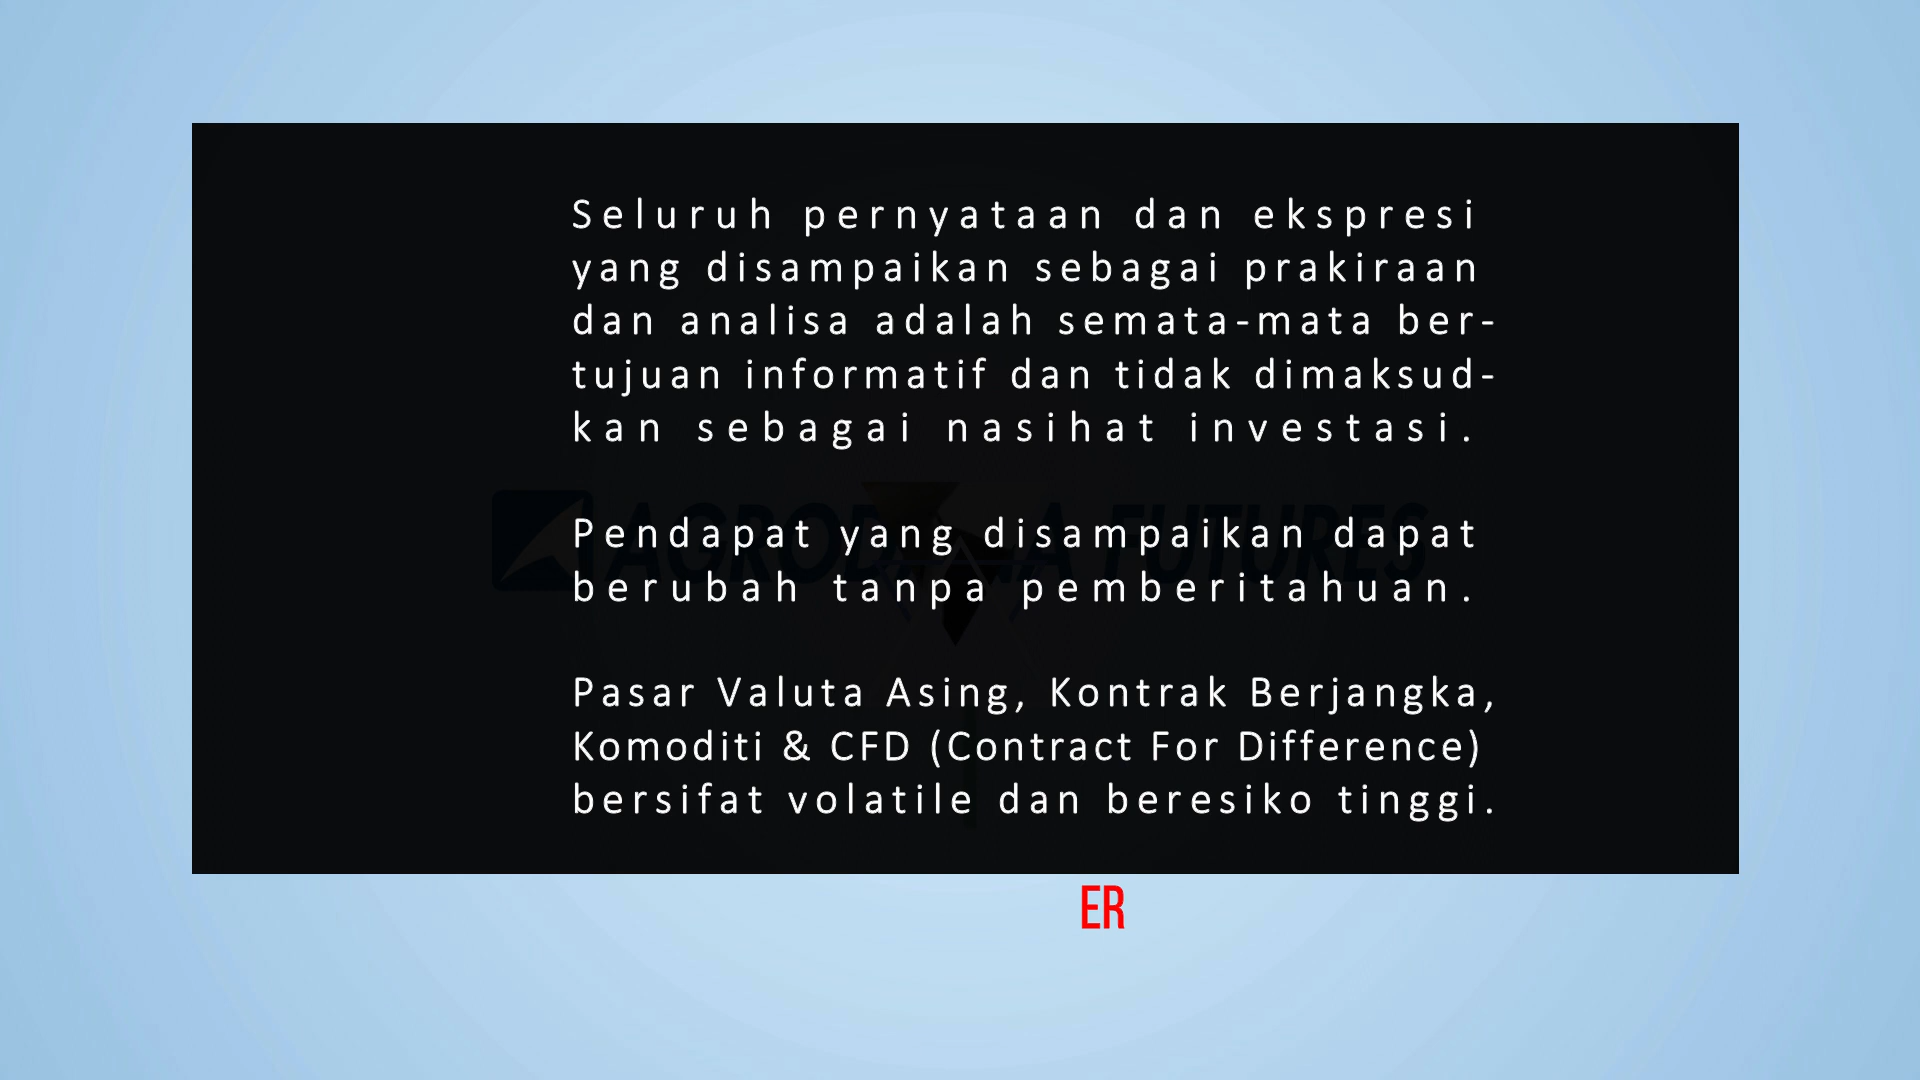 Seluruh pernyataan dan ekspresi
yang disampaikan sebagai prakiraan
dan analisa adalah semata-mata ber-
tujuan informatif dan tidak dimaksud-
kan sebagai nasihat investasi.
Pendapat yang disampaikan dapat
berubah tanpa pemberitahuan.
Pasar Valuta Asing, Kontrak Berjangka,
Komoditi & CFD (Contract For Difference)
bersifat volatile dan beresiko tinggi.
ER